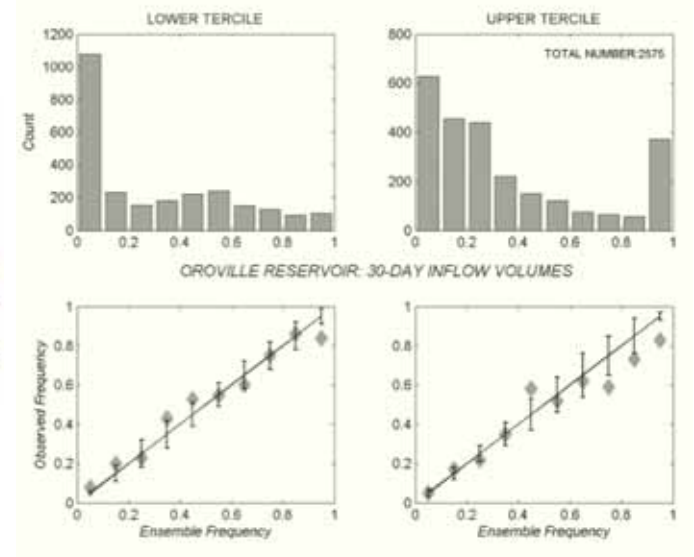 LOWER TERCILE
UPPER TERCILE
1200
1000
800
600
400
200
0
Count
0 0.2 0.4 0.6 0.8 1
800
600
400
200
0
TOTAL NUMBER:2575
0 0.2 0.4 0.6 0.8 1
OROVILLE RESERVOIR: 30-DAY INFLOW VOLUMES
1
0.8
0.6
0.4
0.2
0
Observed Frequency
0 0.2 0.4 0.6 0.8 1
Ensemble Frequency
1
0.8
0.6
0.4
0.2
0
0 0.2 0.4 0.6 0.8 1
Ensemble Frequency